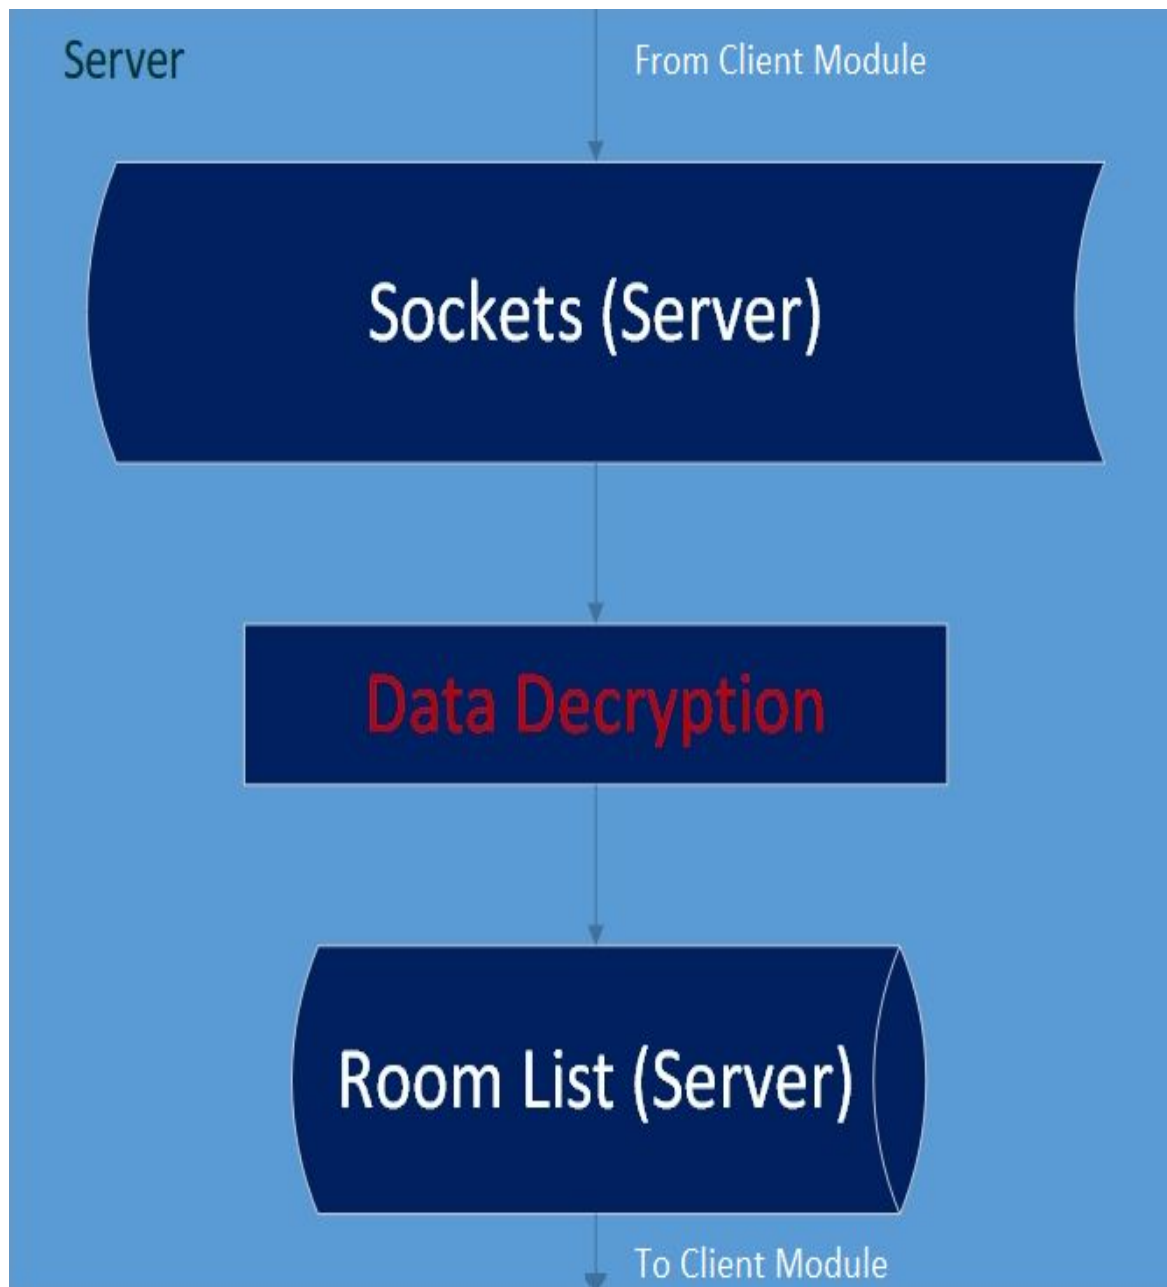 Server
From Client Module
Sockets (Server)
Data Decryption
Room List (Server)
To Client Module